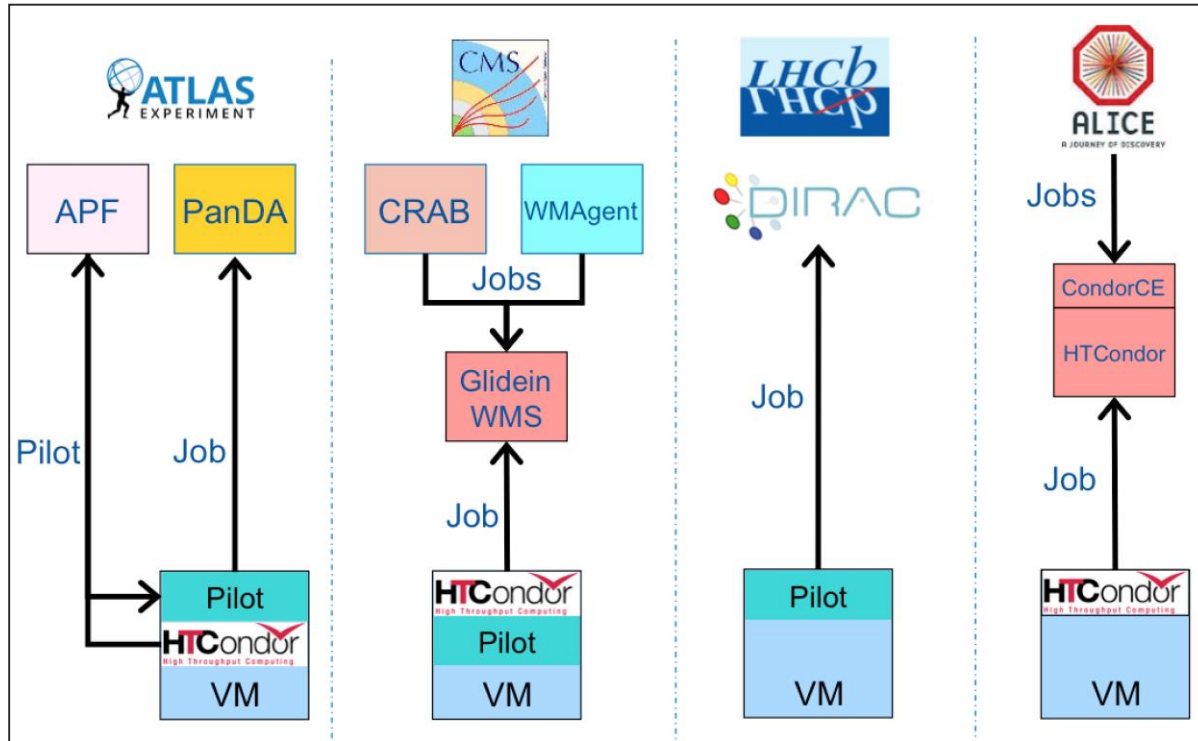 ATLAS
EXPERIMENT
APF
PanDA
Pilot
Job
Pilot
HTCondor
High Throughput Computing
VM
CMS
CRAB
WMAgent
Jobs
Glidein
WMS
Job
HTCondor
High Throughput Computing
Pilot
VM
LHCb
LHCb
DIRAC
Job
Pilot
VM
ALICE
A JOURNEY OF DISCOVERY
Jobs
CondorCE
HTCondor
Job
HTCondor
High Throughput Computing
VM